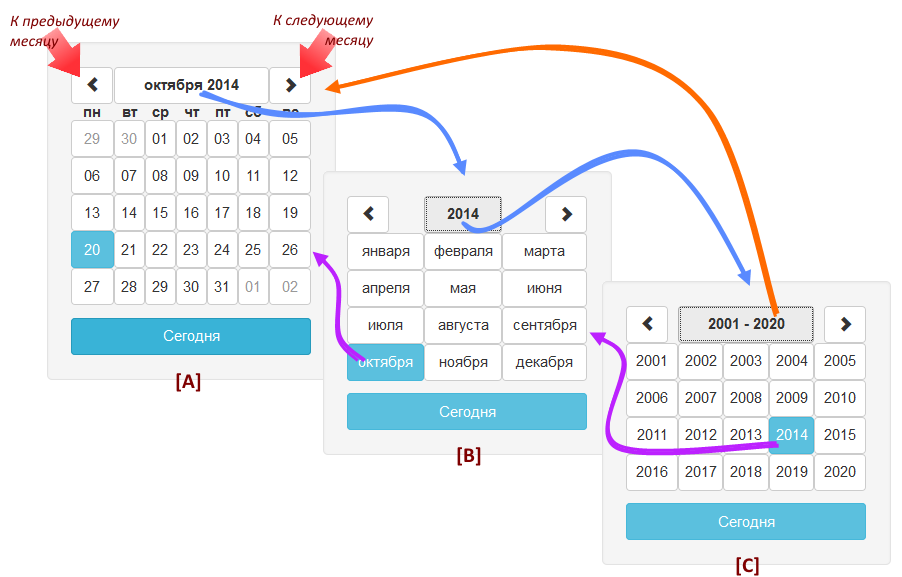 К предыдущему
месяцу
К следующему
месяцу
октября 2014
пн вт ср чт пт сб вс
29 30 01 02 03 04 05
06 07 08 09 10 11 12
13 14 15 16 17 18 19
20 21 22 23 24 25 26
27 28 29 30 31 01 02
Сегодня
[A]
2014
января февраля марта
апреля мая июня
июля августа сентября
октября ноября декабря
Сегодня
[B]
2001 - 2020
2001 2002 2003 2004 2005
2006 2007 2008 2009 2010
2011 2012 2013 2014 2015
2016 2017 2018 2019 2020
Сегодня
[C]